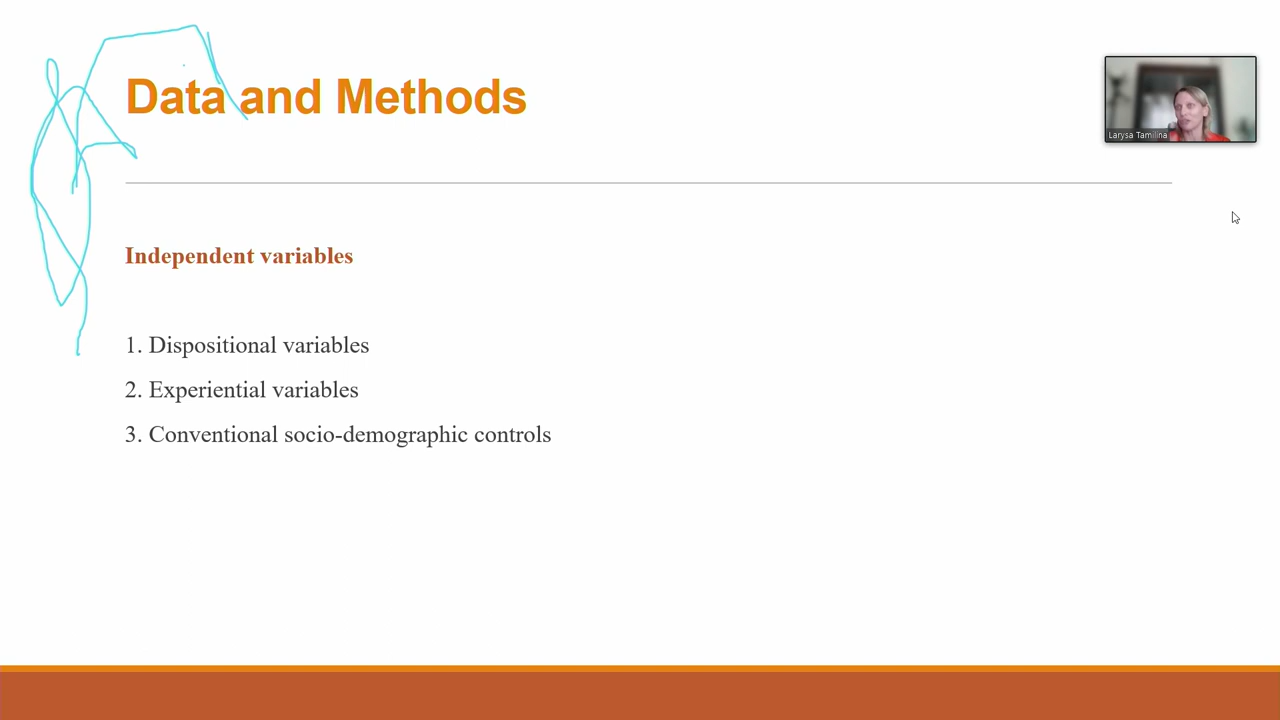 Data and Methods
Larysa Tamilina
Independent variables
1. Dispositional variables
2. Experiential variables
3. Conventional socio-demographic controls